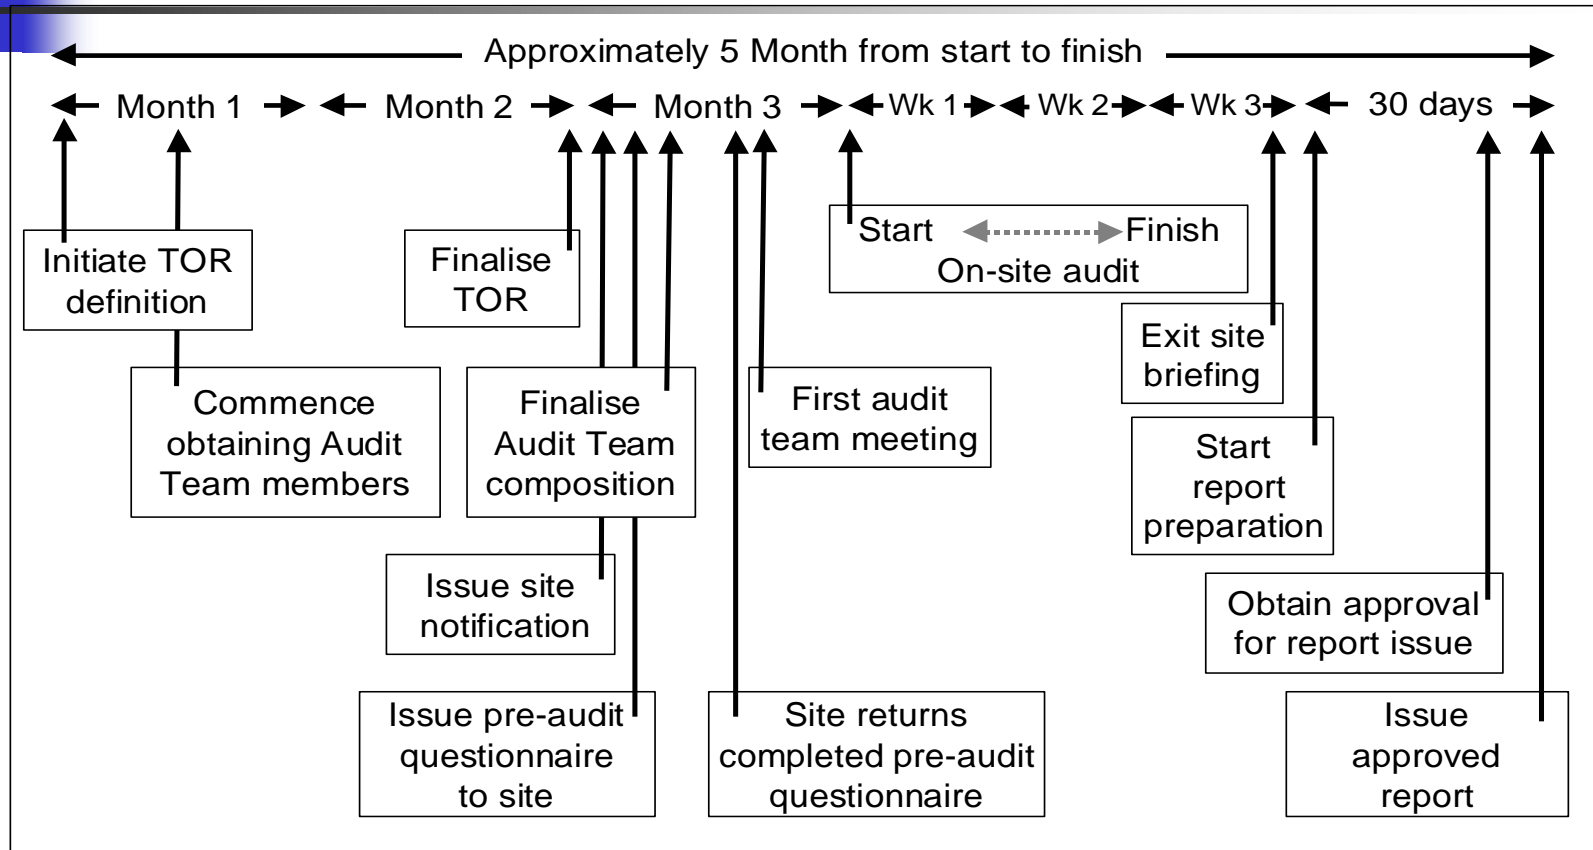 Approximately 5 Month from start to finish
Month 1
Month 2
Month 3
Wk 1
Wk 2
Wk 3
30 days
Initiate TOR
definition
Finalise
TOR
Start
Finish
On-site audit
Exit site
briefing
Commence
obtaining Audit
Team members
Finalise
Audit Team
composition
First audit
team meeting
Start
report
preparation
Issue site
notification
Obtain approval
for report issue
Issue pre-audit
questionnaire
to site
Site returns
completed pre-audit
questionnaire
Issue
approved
report